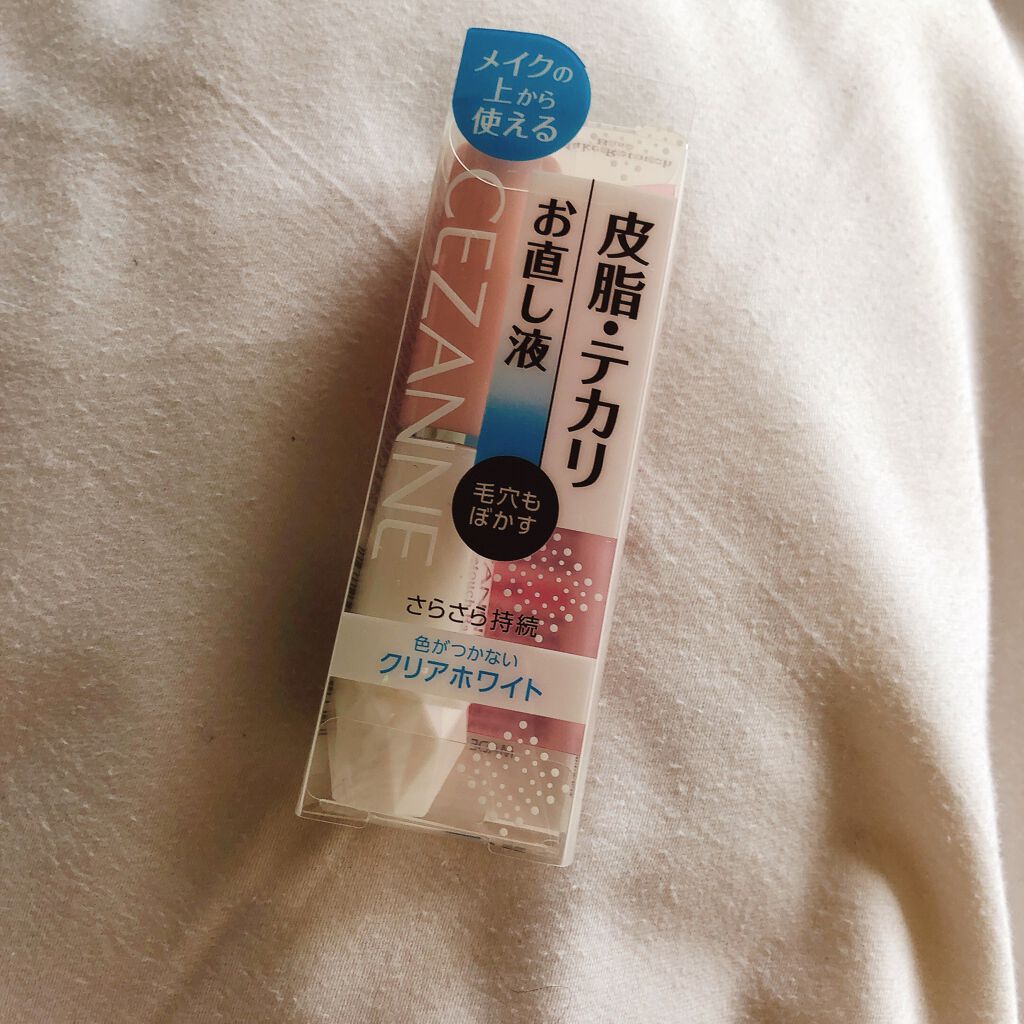 メイクの
上から
使える
CEZANNE
皮脂・テカリ
お直し液
毛穴も
ぼかす
さらさら持続
色がつかない
クリアホワイト